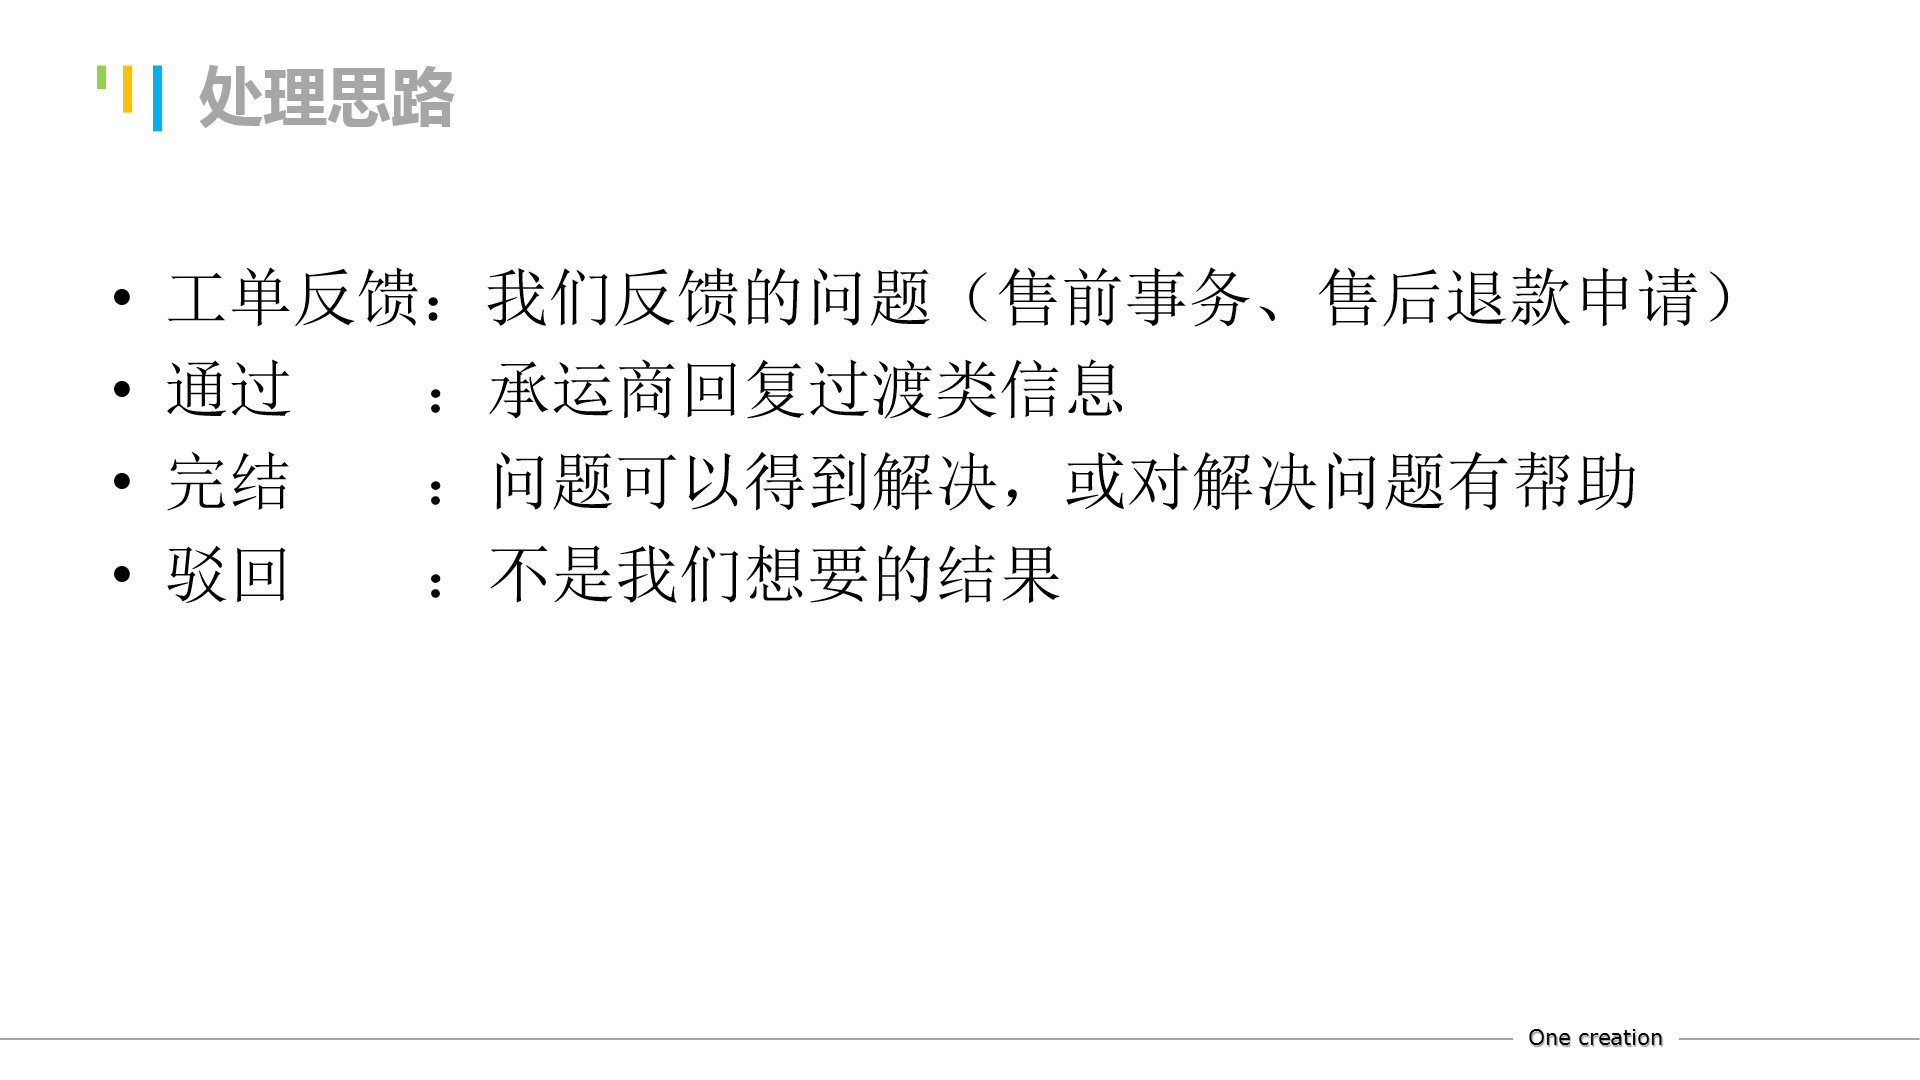 处理思路
• 工单反馈：我们反馈的问题（售前事务、售后退款申请）
• 通过　　：承运商回复过渡类信息
• 完结　　：问题可以得到解决，或对解决问题有帮助
• 驳回　　：不是我们想要的结果
One creation